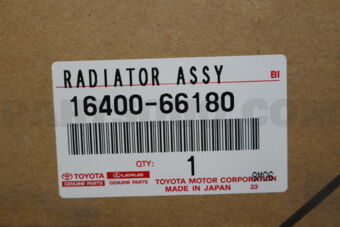 RADIATOR ASSY BI
16400-66180
QTY: 1
TOYOTA LEXUS 9M06
GENUINE PARTS GENUINE PARTS TOYOTA MOTOR CORPORATION
MADE IN JAPAN 23